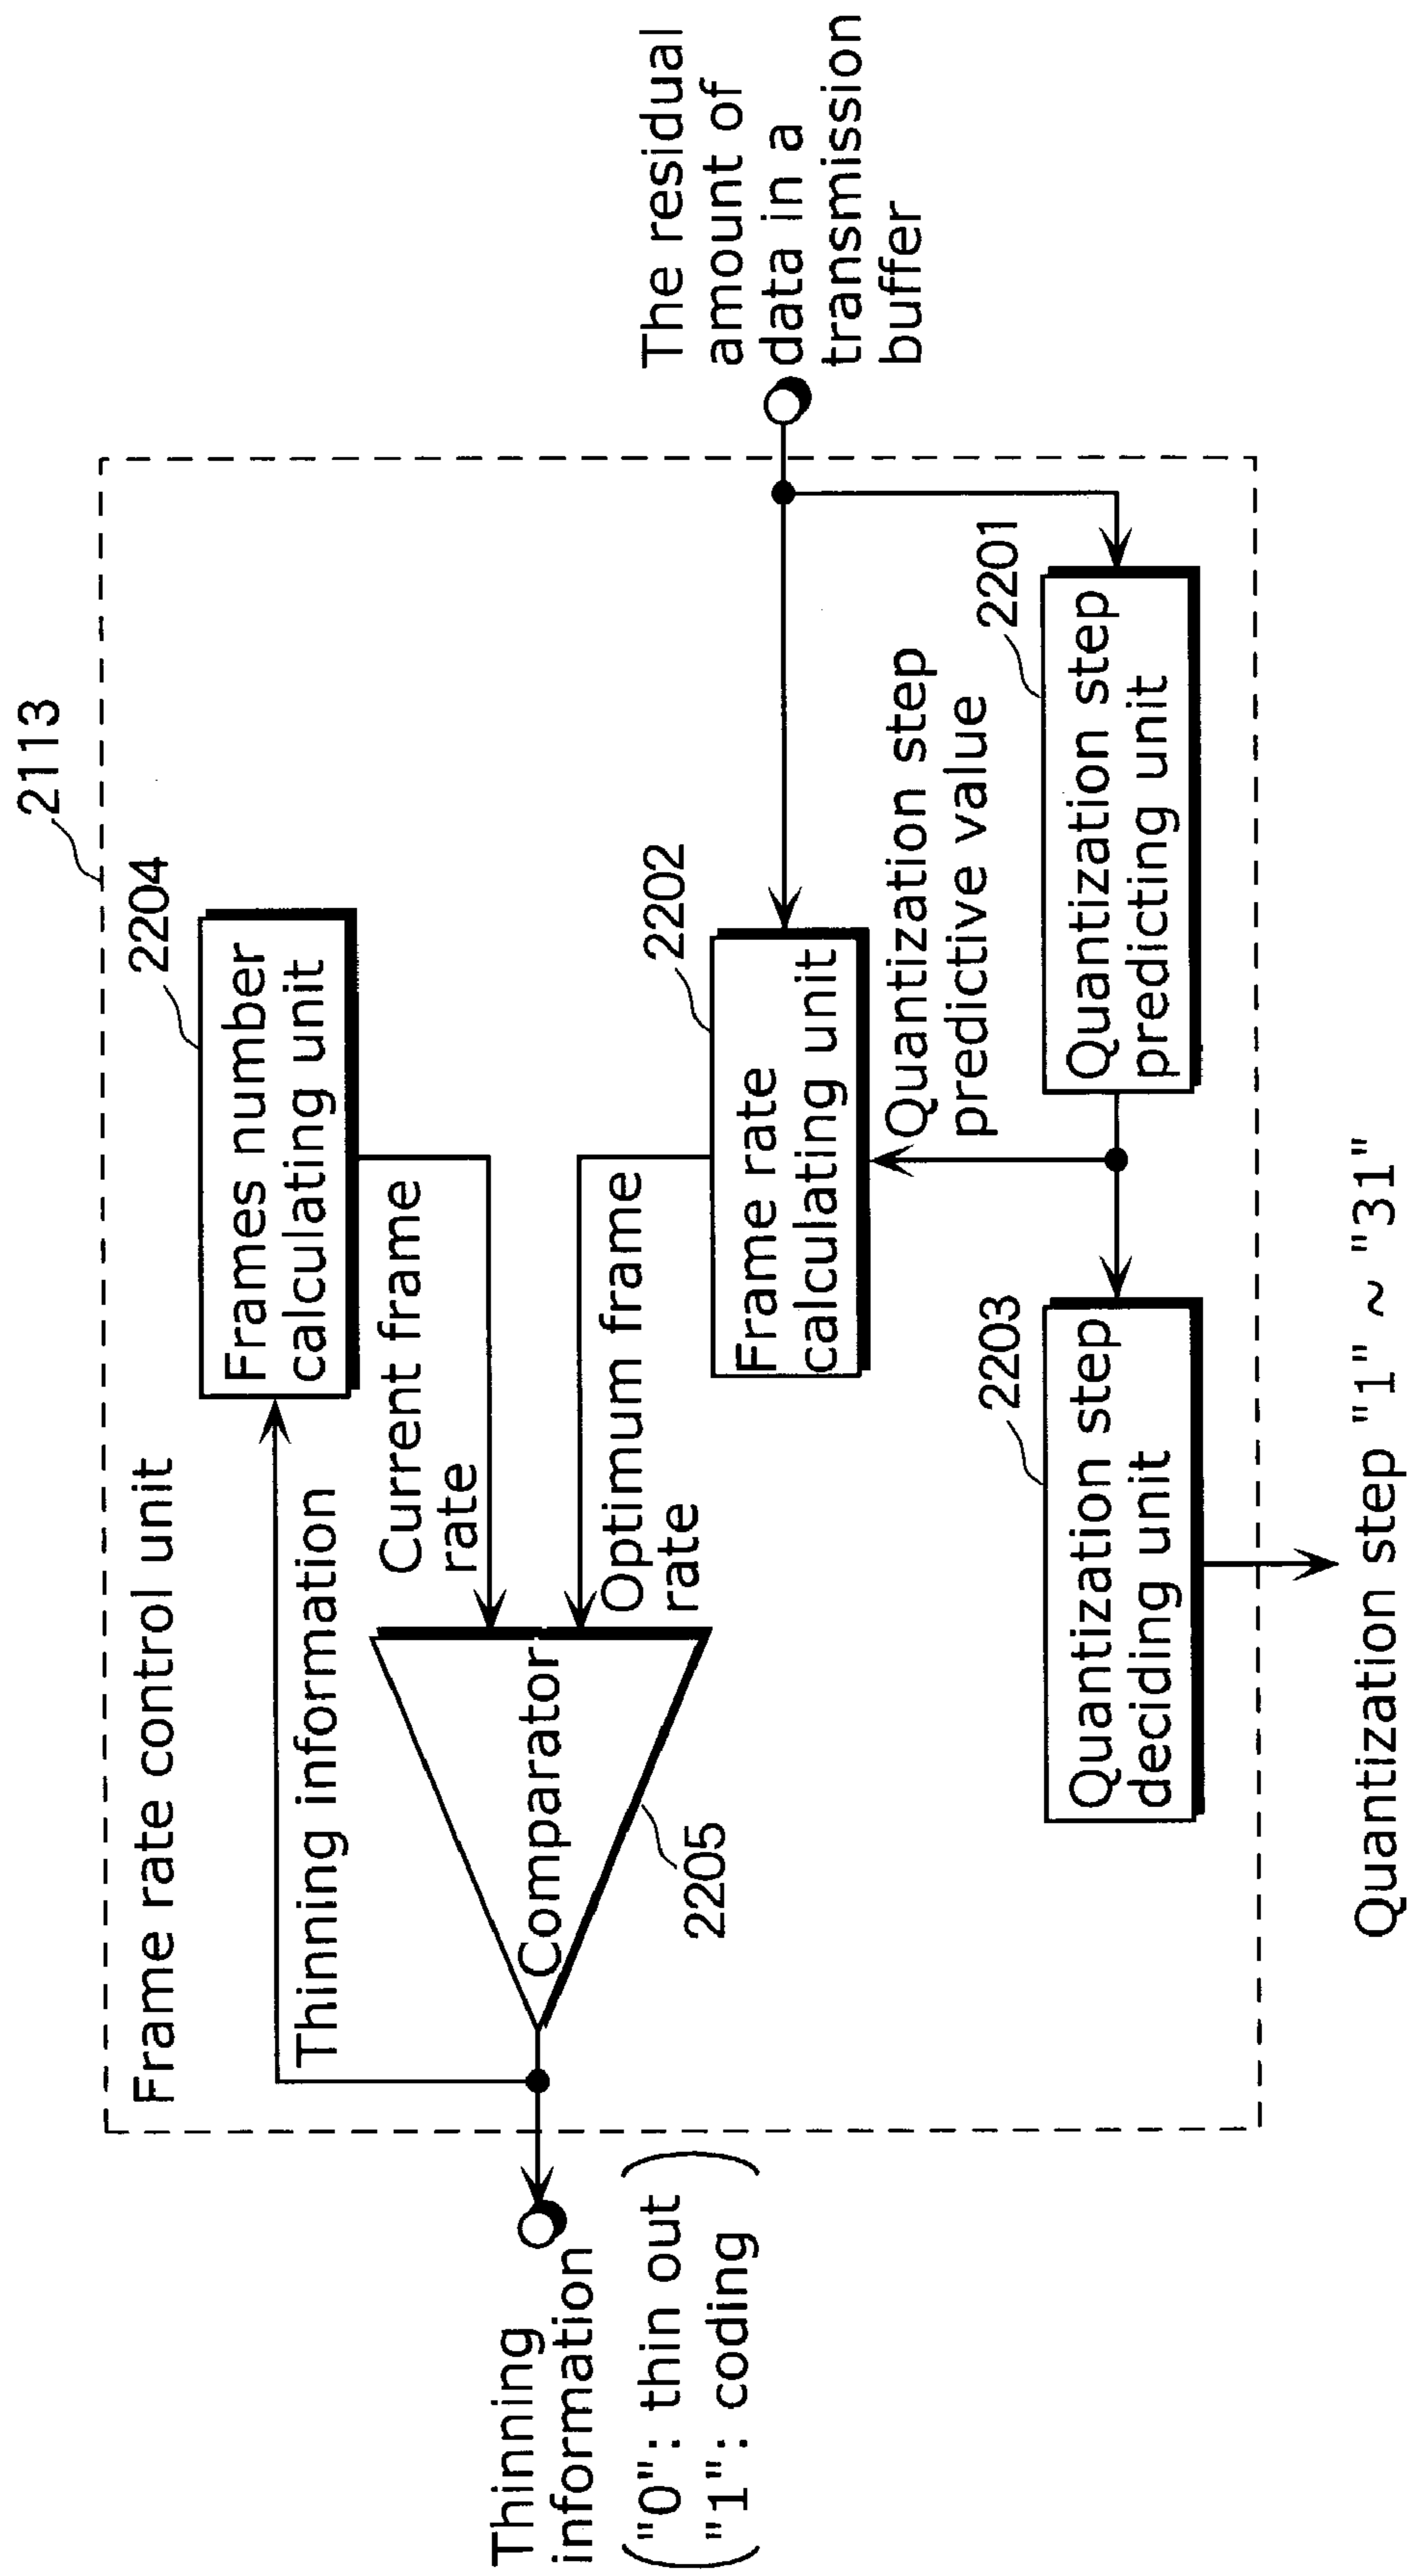 2113
Frame rate control unit
2204
Frames number
calculating unit
Thinning information
Current frame
rate
Optimum frame
rate
Comparator
2205
2202
Frame rate
calculating unit
The residual
amount of
data in a
transmission
buffer
Thinning
information
"0": thin out
"1": coding
Quantization step
predictive value
2203
Quantization step
deciding unit
2201
Quantization step
predicting unit
Quantization step "1" ~ "31"